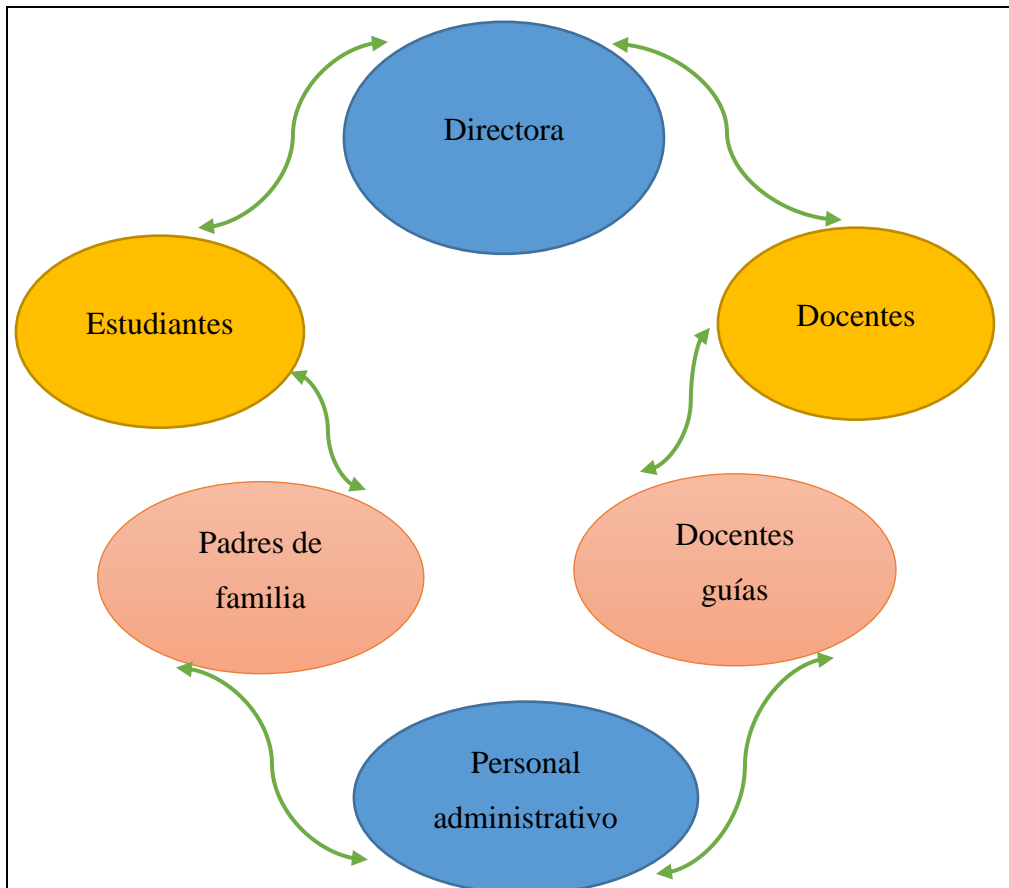 Directora
Estudiantes
Docentes
Padres de
familia
Docentes
guías
Personal
administrativo